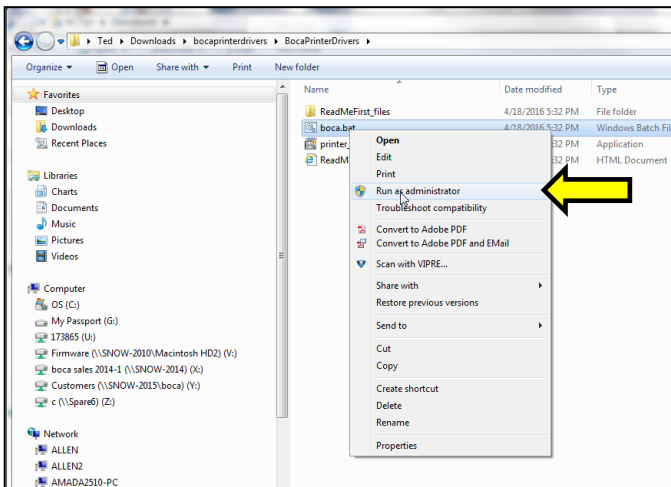 Ted Downloads bocaprinterdrivers BocaPrinterDrivers
Organize Open Share with Print New folder
Name Date modified Type
Favorites
Desktop
Downloads
Recent Places
Libraries
Charts
Documents
Music
Pictures
Videos
Computer
OS (C:)
My Passport (G:)
173865 (U:)
Firmware (\\SNOW-2010\Macintosh HD2) (V:)
boca sales 2014-1 (\\SNOW-2014) (X:)
Customers (\\SNOW-2015\boca) (Y:)
c (\\Spare6) (Z:)
Network
ALLEN
ALLEN2
AMADA2510-PC
ReadMeFirst_files 4/18/2016 5:32 PM File folder
boca.bat 4/18/2016 5:32 PM Windows Batch Fil
printer_ :32 PM Application
ReadM :32 PM HTML Document
Open
Edit
Print
Run as administrator
Troubleshoot compatibility
Convert to Adobe PDF
Convert to Adobe PDF and EMail
Scan with VIPRE...
Share with
Restore previous versions
Send to
Cut
Copy
Create shortcut
Delete
Rename
Properties